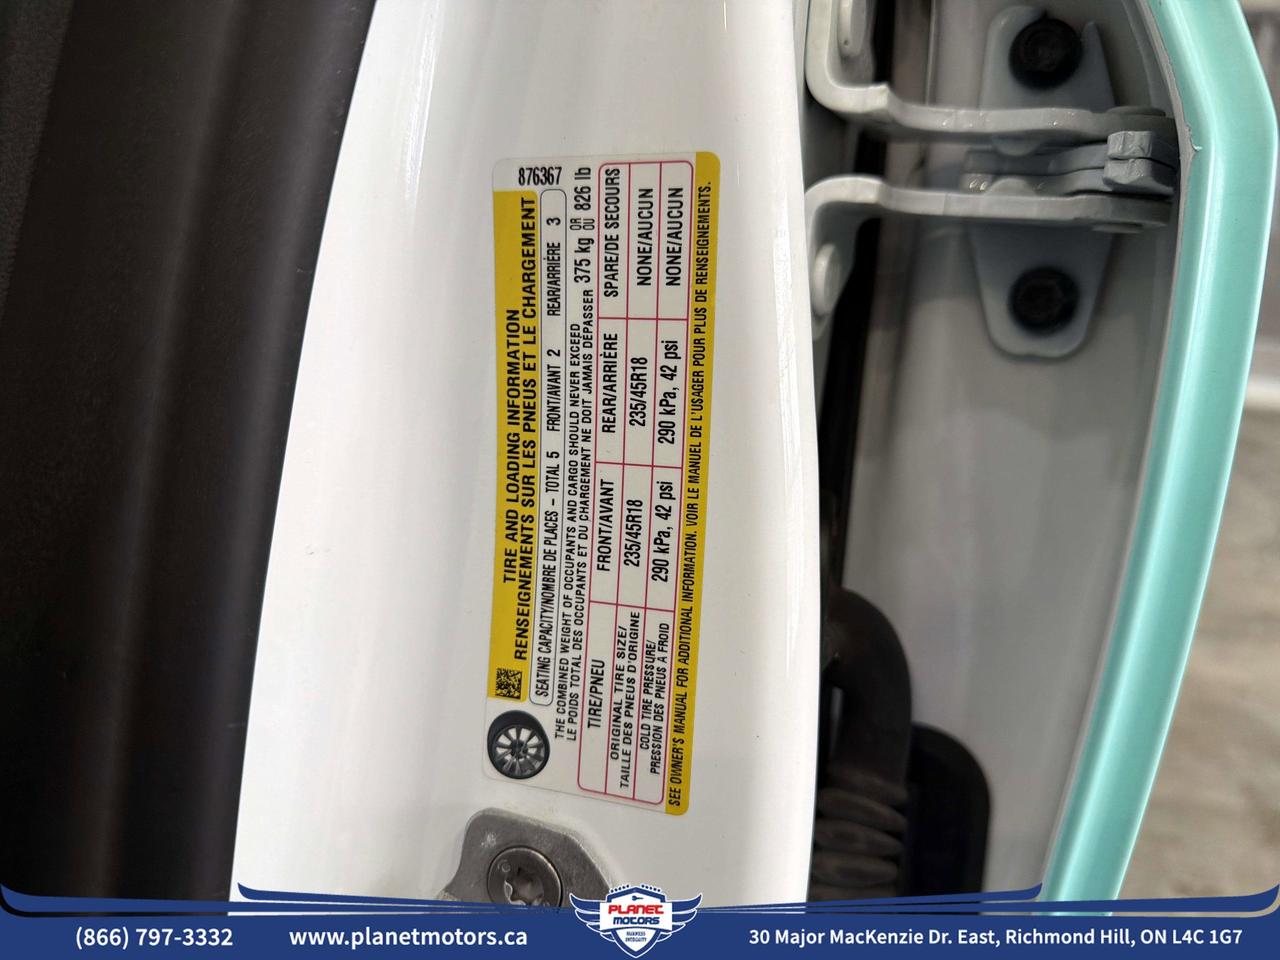 876367
TIRE AND LOADING INFORMATION
RENSEIGNEMENTS SUR LES PNEUS ET LE CHARGEMENT
SEATING CAPACITY/NOMBRE DE PLACES - TOTAL 5 FRONT/AVANT 2 REAR/ARRIÈRE 3
THE COMBINED WEIGHT OF OCCUPANTS AND CARGO SHOULD NEVER EXCEED
LE POIDS TOTAL DES OCCUPANTS ET DU CHARGEMENT NE DOIT JAMAIS DÉPASSER
375 kg OR OU 826 lb
TIRE/PNEU FRONT/AVANT REAR/ARRIÈRE SPARE/DE SECOURS
ORIGINAL TIRE SIZE/
TAILLE DES PNEUS D'ORIGINE 235/45R18 235/45R18 NONE/AUCUN
COLD TIRE PRESSURE/
PRESSION DES PNEUS A FROID 290 kPa, 42 psi 290 kPa, 42 psi NONE/AUCUN
SEE OWNER'S MANUAL FOR ADDITIONAL INFORMATION. VOIR LE MANUEL DE L'USAGER POUR PLUS DE RENSEIGNEMENTS.
PLANET
MOTORS
BUSINESS
INTEGRITY
(866) 797-3332 www.planetmotors.ca 30 Major MacKenzie Dr. East, Richmond Hill, ON L4C 1G7